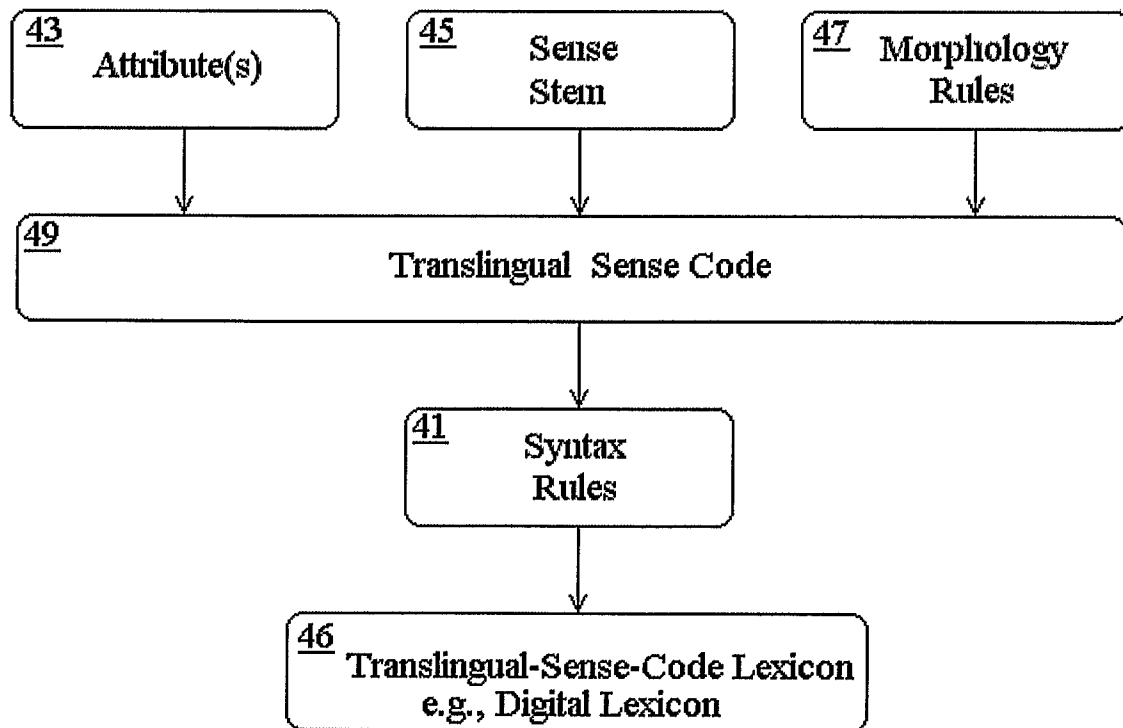 43
Attribute(s)
45
Sense
Stem
47
Morphology
Rules
49
Translingual Sense Code
41
Syntax
Rules
46
Translingual-Sense-Code Lexicon
e.g., Digital Lexicon